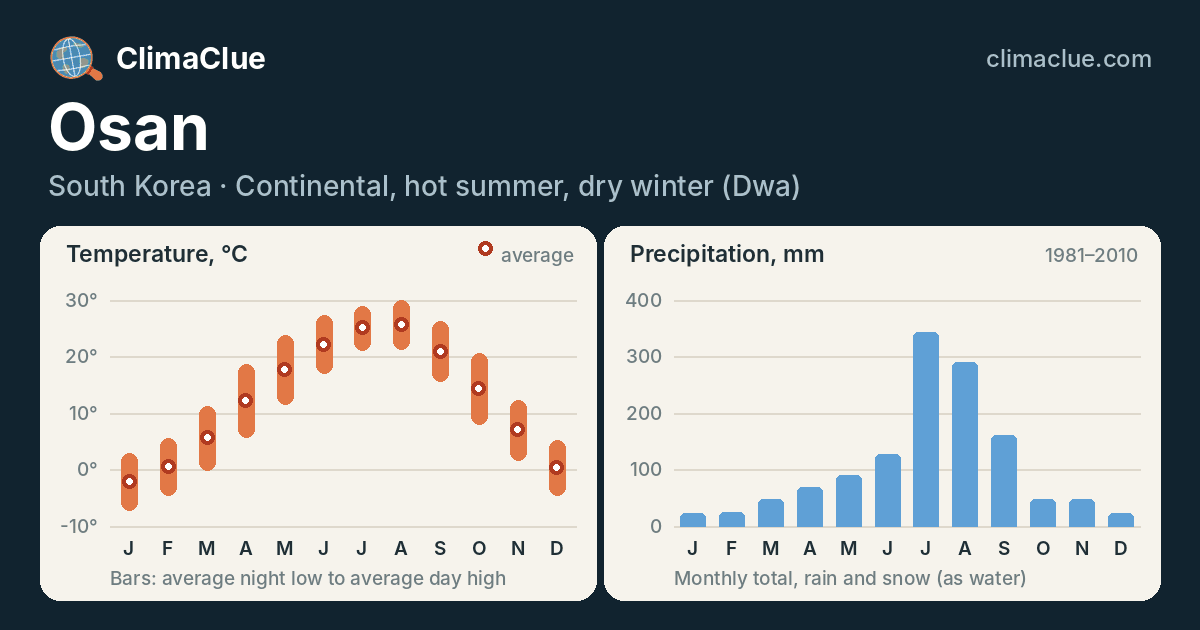 ClimaClue
climaclue.com
Osan
South Korea · Continental, hot summer, dry winter (Dwa)
Temperature, °C
average
30°
20°
10°
0°
-10°
J F M A M J J A S O N D
Bars: average night low to average day high
Precipitation, mm
1981–2010
400
300
200
100
0
J F M A M J J A S O N D
Monthly total, rain and snow (as water)